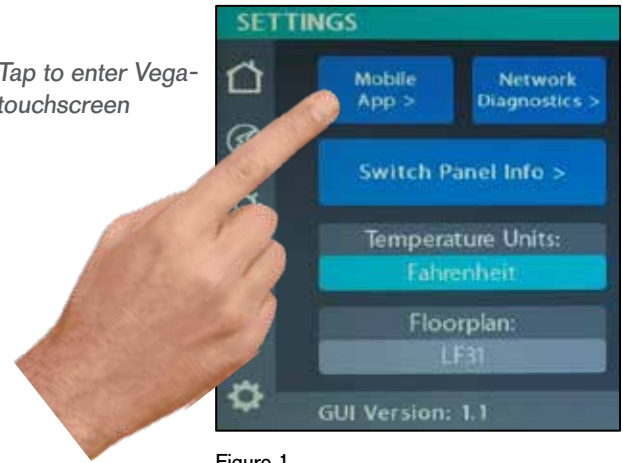 SETTINGS
Tap to enter Vega-
touchscreen
Mobile
App >
Network
Diagnostics >
Switch Panel Info >
Temperature Units:
Fahrenheit
Floorplan:
LF31
GUI Version: 1.1
Figure 1